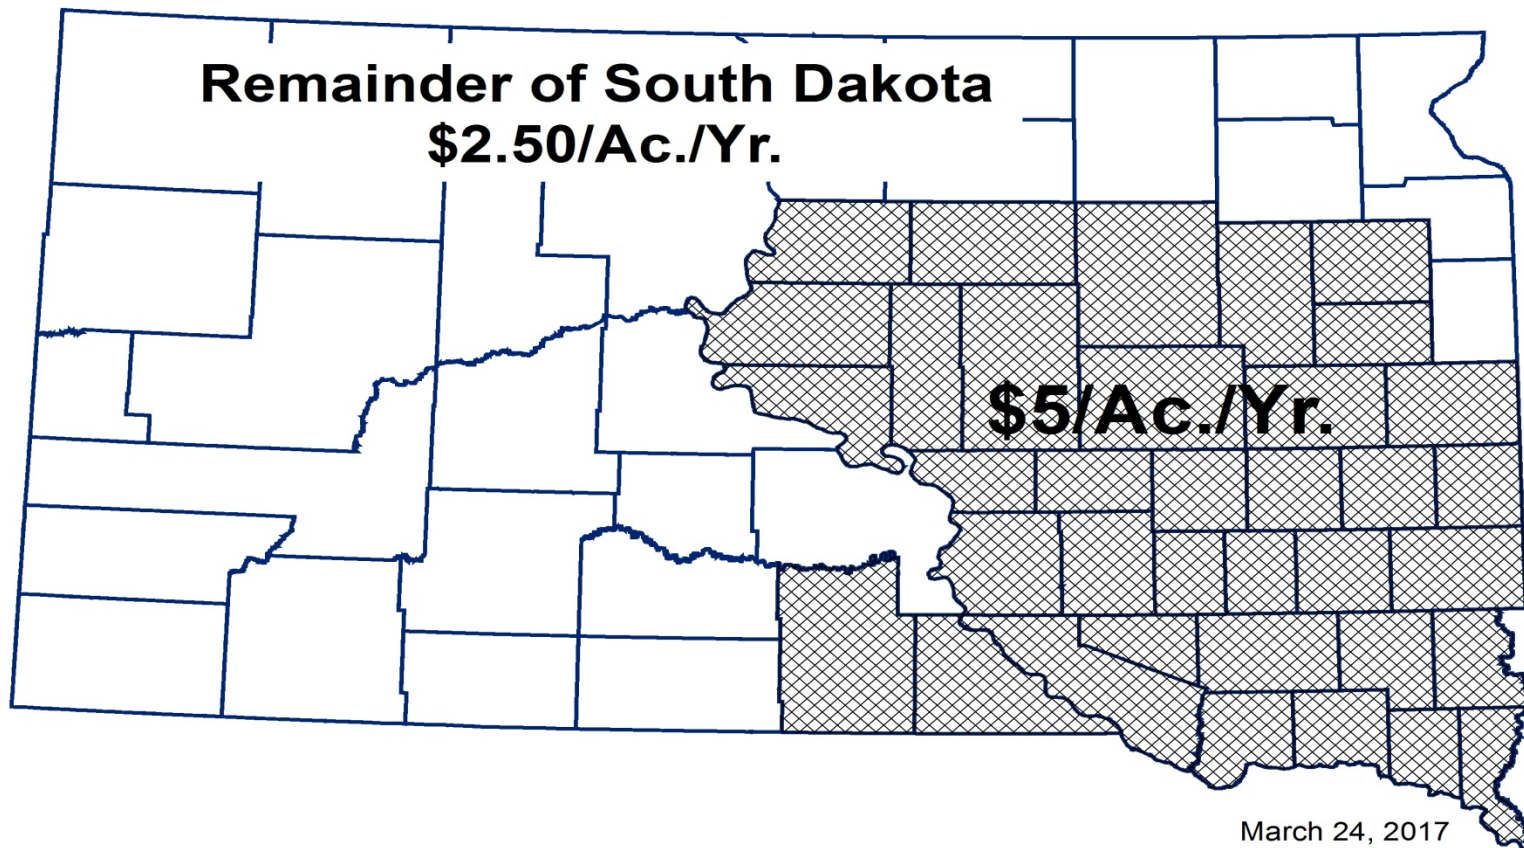 Remainder of South Dakota
$2.50/Ac./Yr.
$5/Ac./Yr.
March 24, 2017